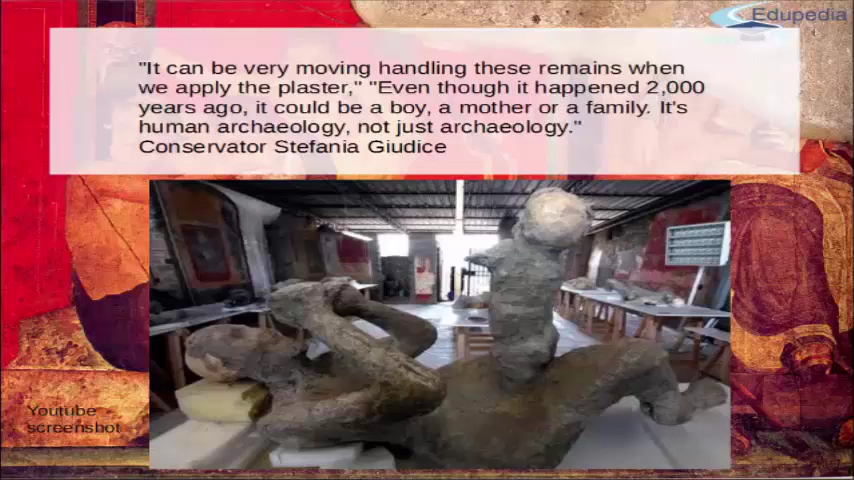 Edupedia
"It can be very moving handling these remains when
we apply the plaster," "Even though it happened 2,000
years ago, it could be a boy, a mother or a family. It's
human archaeology, not just archaeology."
Conservator Stefania Giudice
Youtube
screenshot